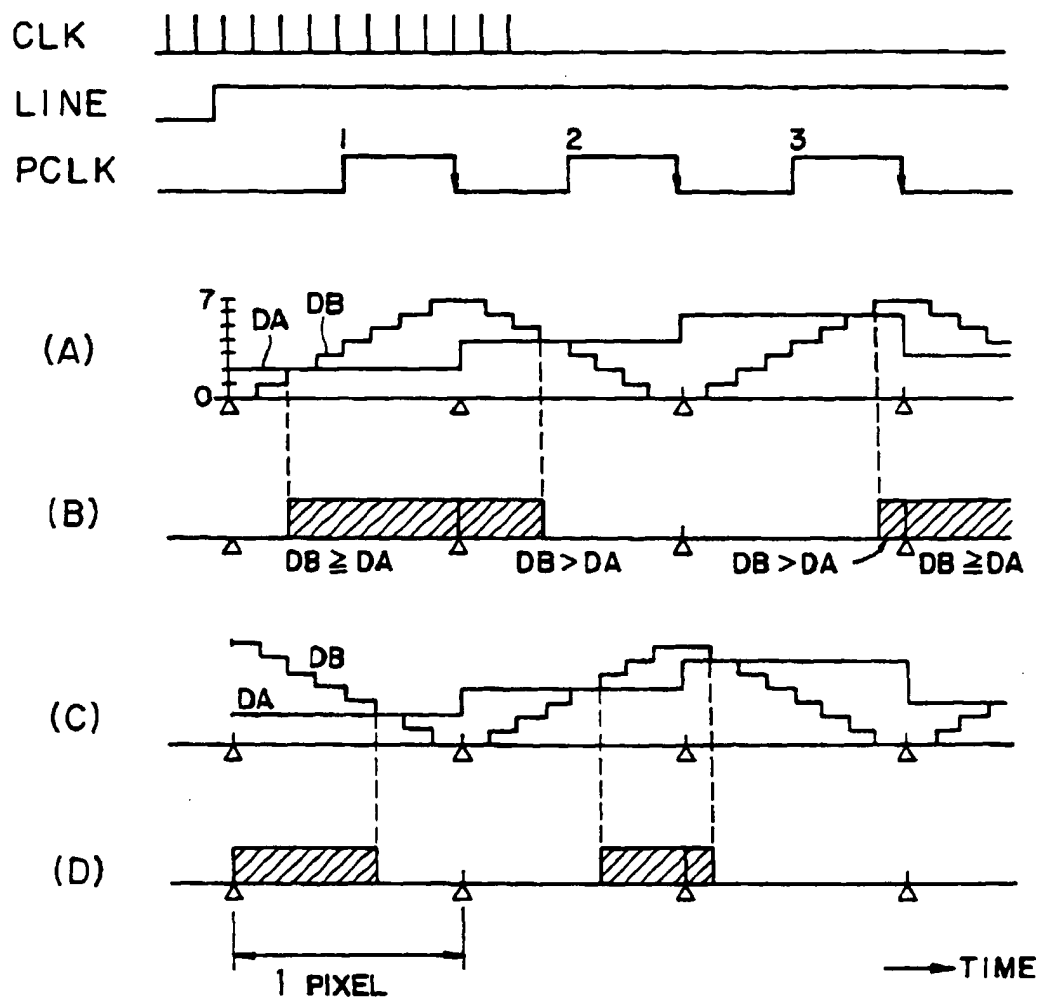 CLK
LINE
1 2 3
PCLK
7
DA DB
(A)
0
(B)
DB ≧ DA DB > DA DB > DA DB ≧ DA
DB
DA
(C)
(D)
1 PIXEL
TIME